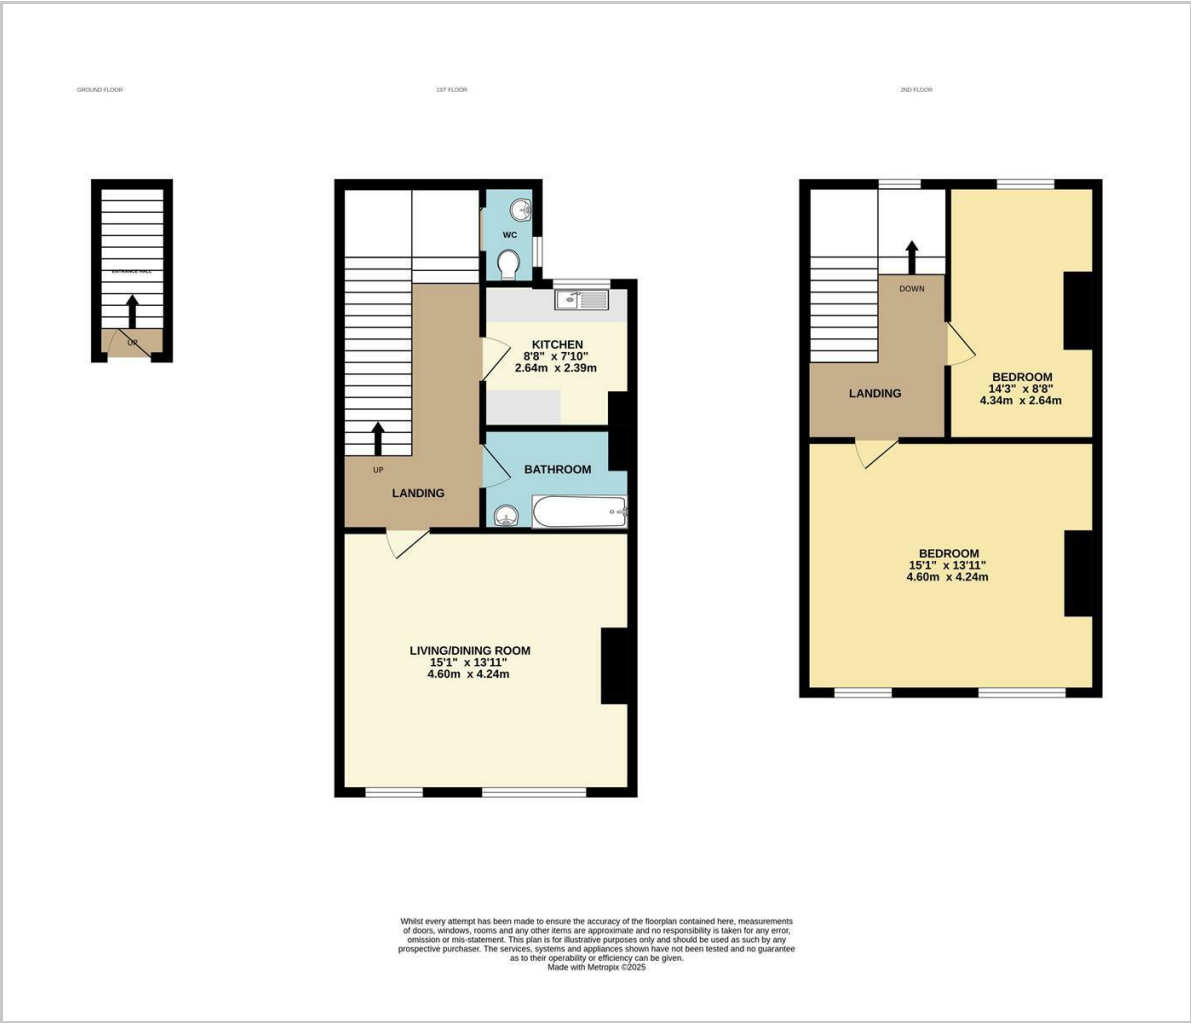 GROUND FLOOR
1ST FLOOR
2ND FLOOR
ENTRANCE HALL
UP
WC
KITCHEN
8'8" x 7'10"
2.64m x 2.39m
BATHROOM
UP
LANDING
LIVING/DINING ROOM
15'1" x 13'11"
4.60m x 4.24m
DOWN
LANDING
BEDROOM
14'3" x 8'8"
4.34m x 2.64m
BEDROOM
15'1" x 13'11"
4.60m x 4.24m
Whilst every attempt has been made to ensure the accuracy of the floorplan contained here, measurements
of doors, windows, rooms and any other items are approximate and no responsibility is taken for any error,
omission or mis-statement. This plan is for illustrative purposes only and should be used as such by any
prospective purchaser. The services, systems and appliances shown have not been tested and no guarantee
as to their operability or efficiency can be given.
Made with Metropix ©2025